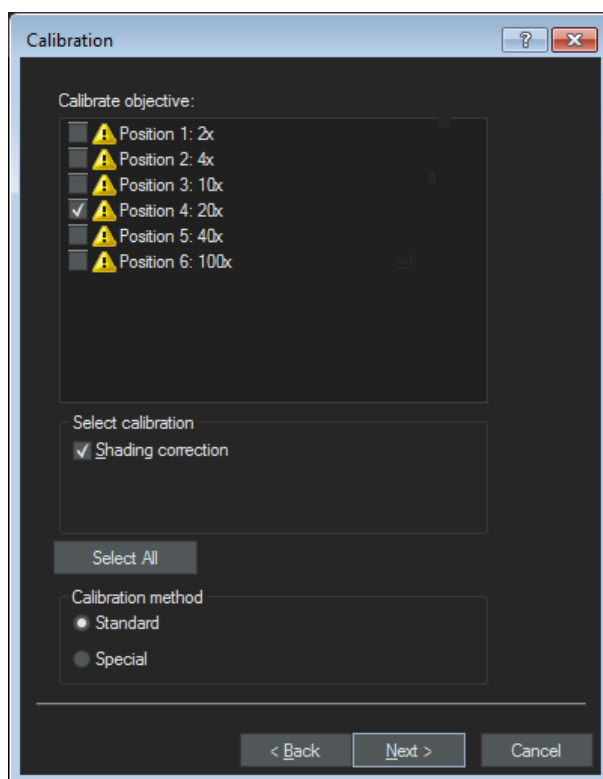 Calibration
Calibrate objective:
Position 1: 2x
Position 2: 4x
Position 3: 10x
Position 4: 20x
Position 5: 40x
Position 6: 100x
Select calibration
Shading correction
Select All
Calibration method
Standard
Special
< Back Next > Cancel